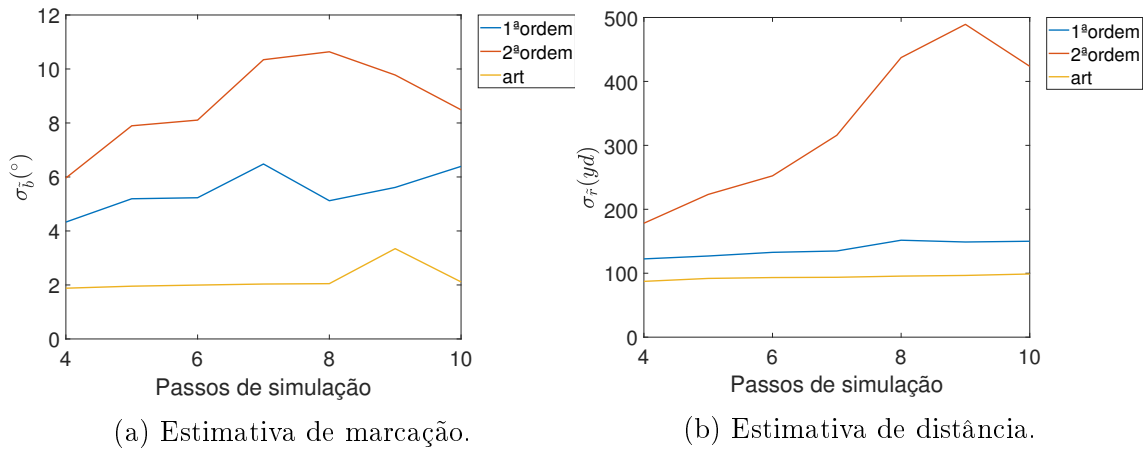 12
10
8
6
4
2
0
σ_b̃(°)
4
6
8
10
Passos de simulação
1ªordem
2ªordem
art
(a) Estimativa de marcação.
500
400
300
200
100
0
σ_r̃(yd)
4
6
8
10
Passos de simulação
1ªordem
2ªordem
art
(b) Estimativa de distância.